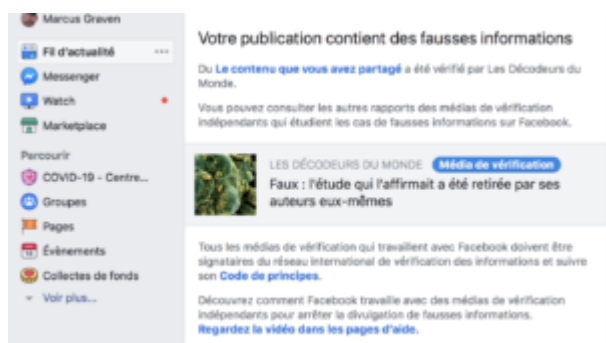 Marcus Graven
Fil d'actualité ...
Messenger
Watch
Marketplace
Parcourir
COVID-19 - Centre...
Groupes
Pages
Évènements
Collectes de fonds
Voir plus...
Votre publication contient des fausses informations
Du Le contenu que vous avez partagé a été vérifié par Les Décodeurs du
Monde.
Vous pouvez consulter les autres rapports des médias de vérification
indépendants qui étudient les cas de fausses informations sur Facebook.
LES DÉCODEURS DU MONDE Média de vérification
Faux : l'étude qui l'affirmait a été retirée par ses
auteurs eux-mêmes
Tous les médias de vérification qui travaillent avec Facebook doivent être
signataires du réseau international de vérification des informations et suivre
son Code de principes.
Découvrez comment Facebook travaille avec des médias de vérification
indépendants pour arrêter la divulgation de fausses informations.
Regardez la vidéo dans les pages d'aide.